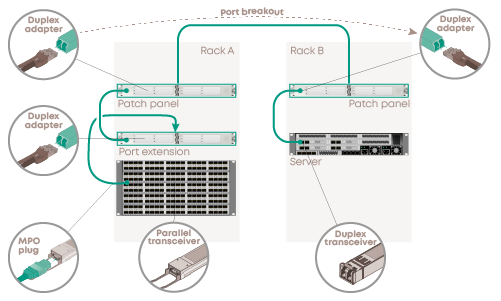 Port breakout
Duplex
adapter
Duplex
adapter
Rack A
Rack B
Patch panel
Patch panel
Duplex
adapter
Port extension
Server
MPO
plug
Parallel
transceiver
Duplex
transceiver